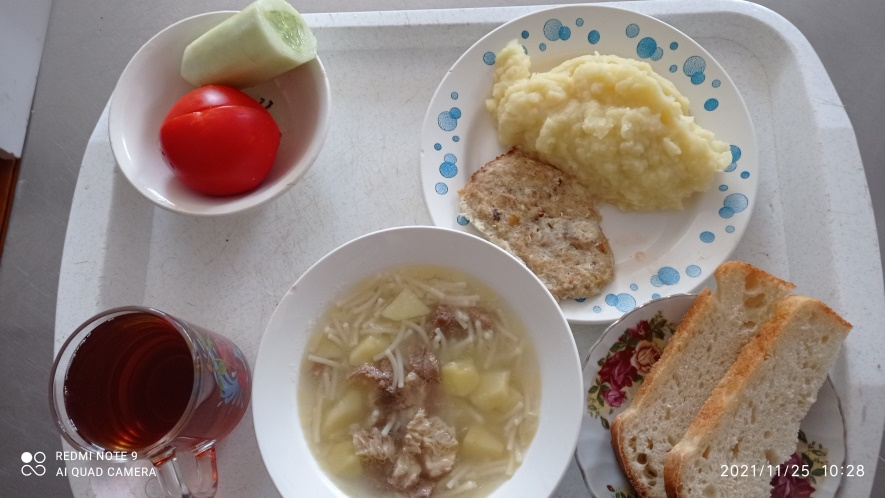 REDMI NOTE 9
AI QUAD CAMERA
2021/11/25 10:28